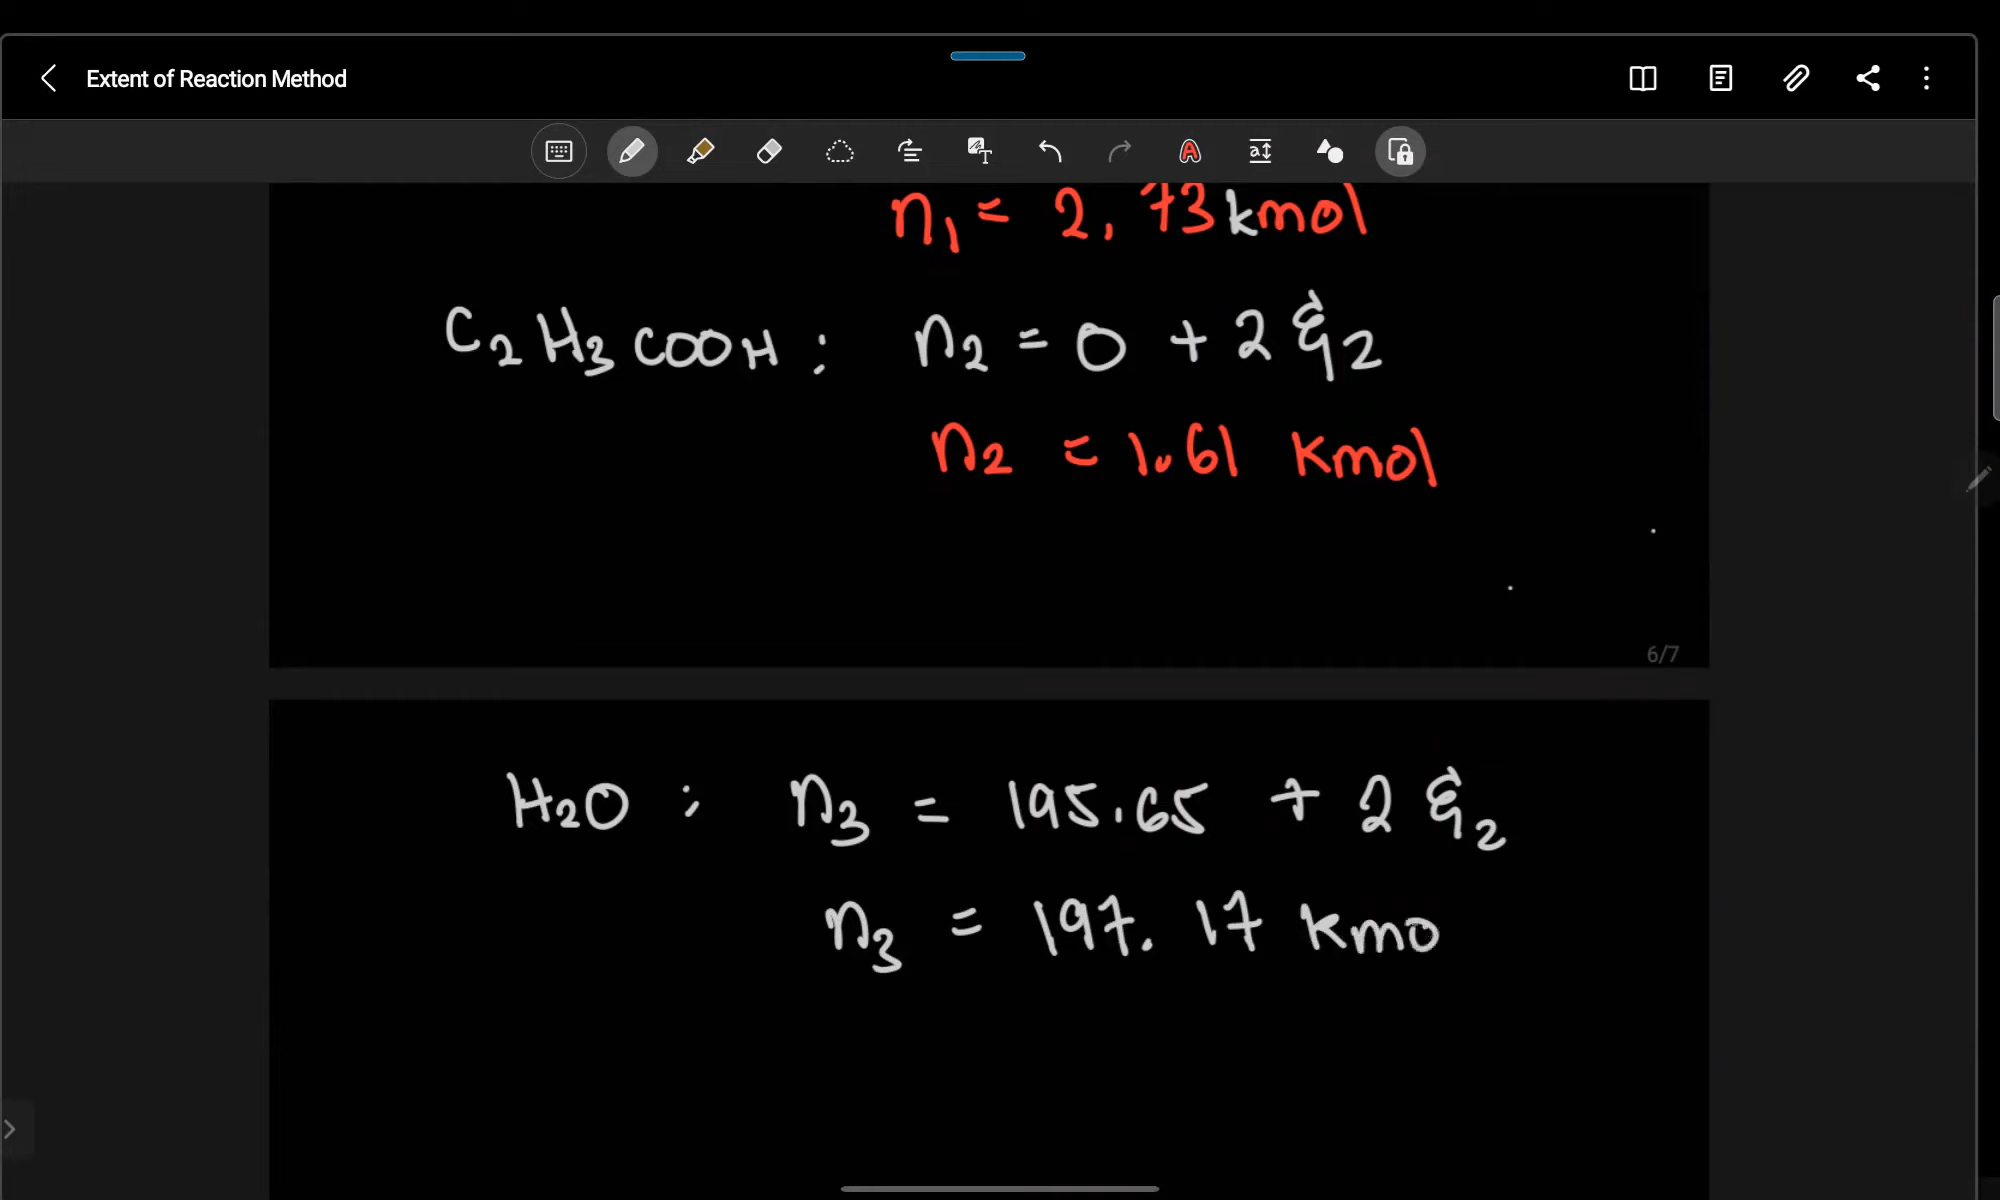 Extent of Reaction Method
n₁ = 2.73 kmol
C₂H₃COOH : n₂ = 0 + 2ξ₂
n₂ = 1.61 kmol
6/7
H₂O : n₃ = 195.65 + 2ξ₂
n₃ = 197.17 kmo